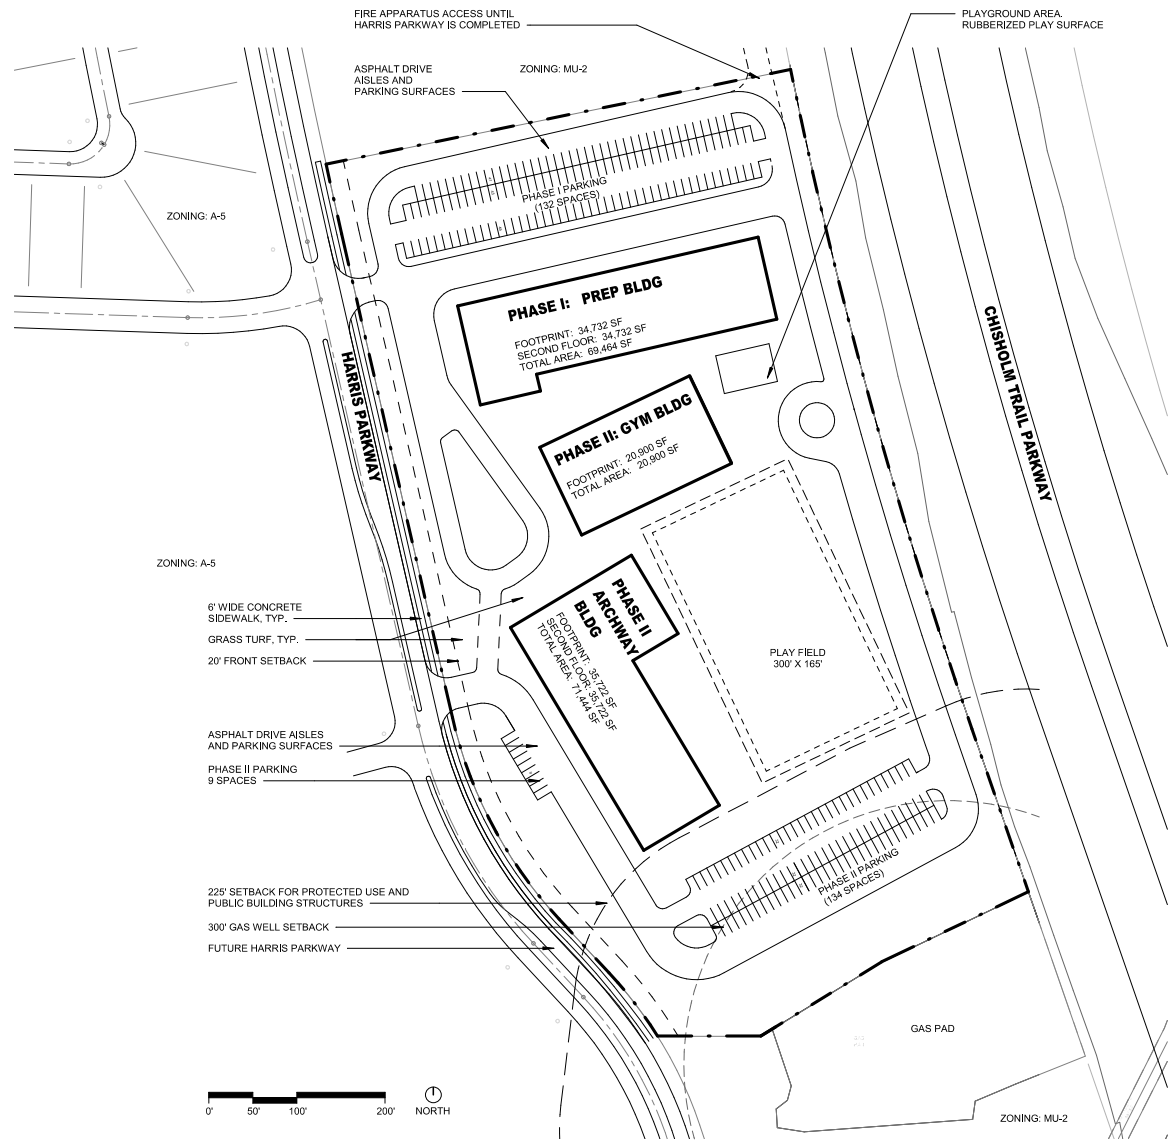 FIRE APPARATUS ACCESS UNTIL
HARRIS PARKWAY IS COMPLETED
PLAYGROUND AREA.
RUBBERIZED PLAY SURFACE
ASPHALT DRIVE
AISLES AND
PARKING SURFACES
ZONING: MU-2
PHASE I PARKING
(132 SPACES)
ZONING: A-5
PHASE I: PREP BLDG
FOOTPRINT: 34,732 SF
SECOND FLOOR: 34,732 SF
TOTAL AREA: 69,464 SF
HARRIS PARKWAY
CHISHOLM TRAIL PARKWAY
PHASE II: GYM BLDG
FOOTPRINT: 20,900 SF
TOTAL AREA: 20,900 SF
ZONING: A-5
6' WIDE CONCRETE
SIDEWALK, TYP.
GRASS TURF, TYP.
20' FRONT SETBACK
PHASE II
ARCHWAY
BLDG
FOOTPRINT: 35,722 SF
SECOND FLOOR: 35,722 SF
TOTAL AREA: 71,444 SF
PLAY FIELD
300' X 165'
ASPHALT DRIVE AISLES
AND PARKING SURFACES
PHASE II PARKING
9 SPACES
PHASE II PARKING
(134 SPACES)
225' SETBACK FOR PROTECTED USE AND
PUBLIC BUILDING STRUCTURES
300' GAS WELL SETBACK
FUTURE HARRIS PARKWAY
GAS PAD
0' 50' 100' 200'
NORTH
ZONING: MU-2